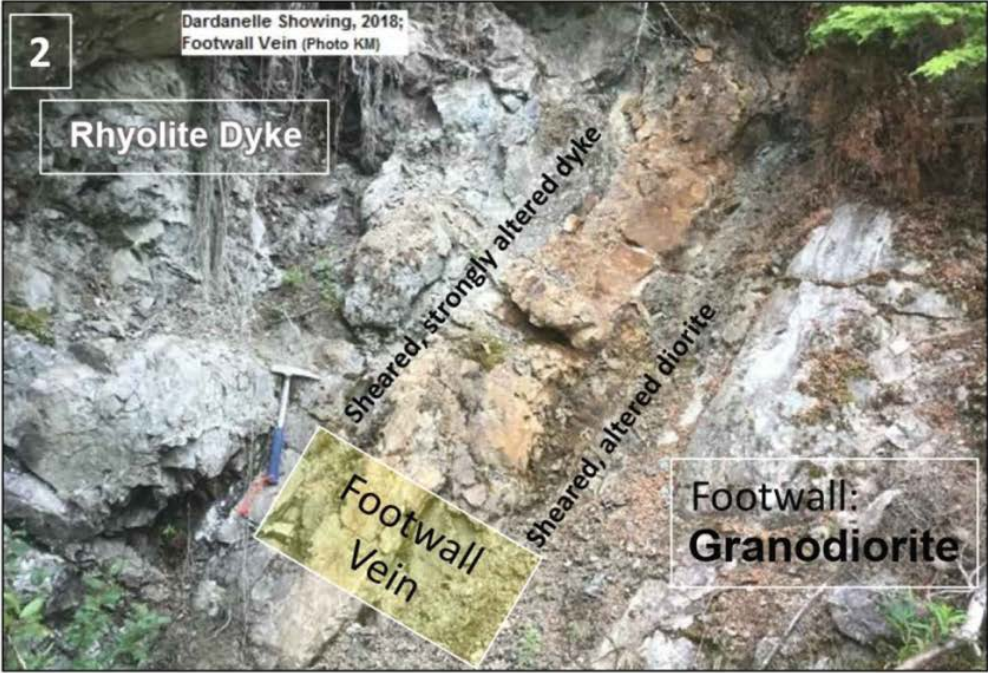 2
Dardanelle Showing, 2018;
Footwall Vein (Photo KM)
Rhyolite Dyke
Sheared, strongly altered dyke
Sheared, altered diorite
Footwall
Vein
Footwall:
Granodiorite